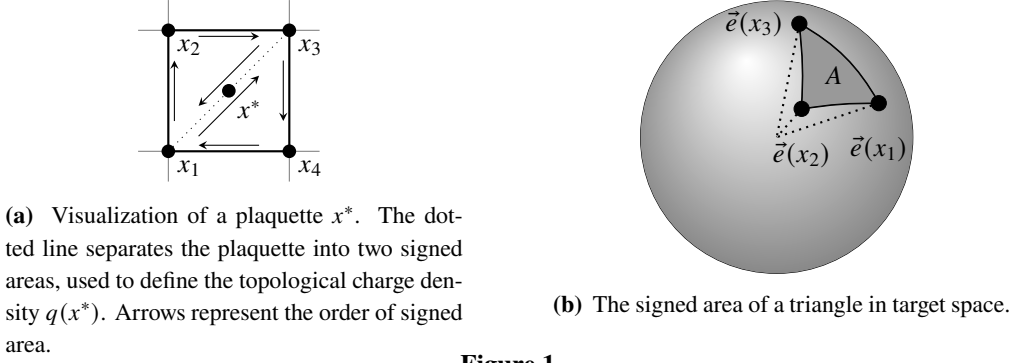 x₂ x₃
x*
x₁ x₄
(a) Visualization of a plaquette x*. The dot-
ted line separates the plaquette into two signed
areas, used to define the topological charge den-
sity q(x*). Arrows represent the order of signed
area.
e⃗(x₃)
A
e⃗(x₂) e⃗(x₁)
(b) The signed area of a triangle in target space.